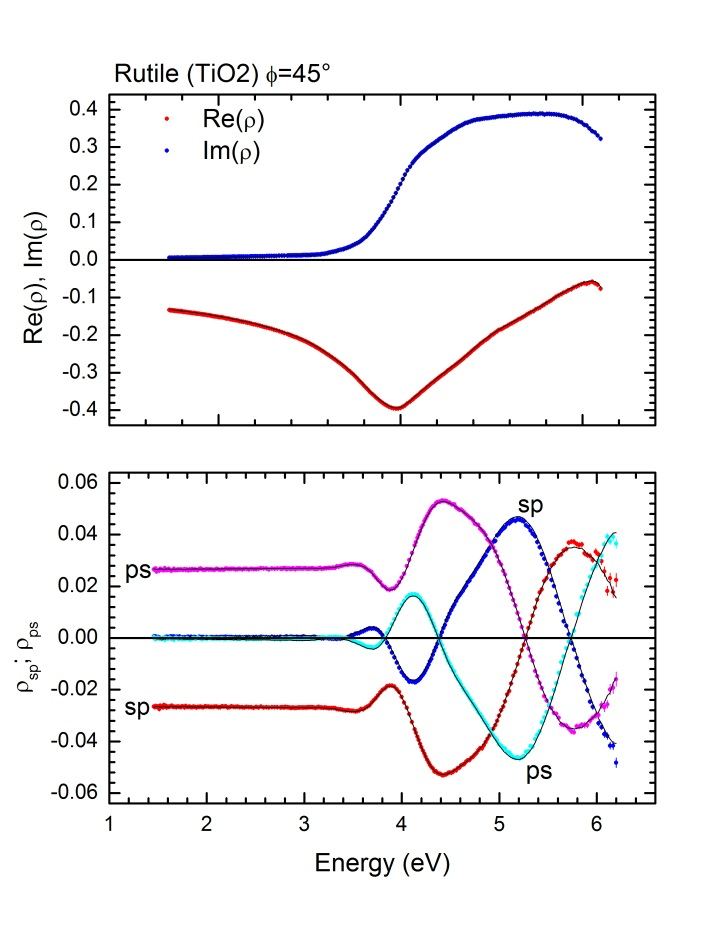 Rutile (TiO2) ϕ=45°
Re(ρ)
Im(ρ)
Re(ρ), Im(ρ)
0.4
0.3
0.2
0.1
0.0
-0.1
-0.2
-0.3
-0.4
ρsp; ρps
0.06
0.04
0.02
0.00
-0.02
-0.04
-0.06
sp
ps
sp
ps
1 2 3 4 5 6
Energy (eV)